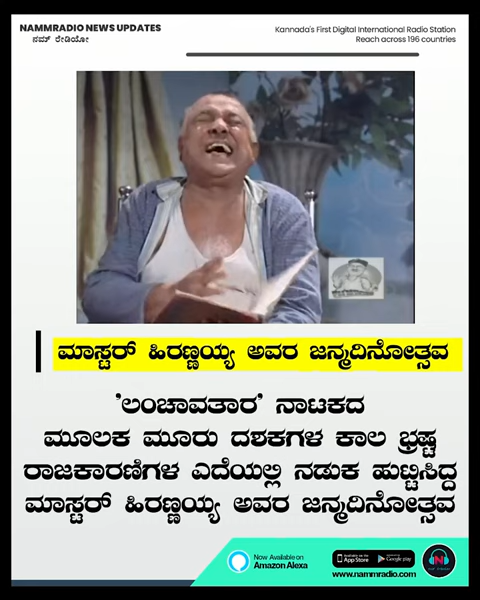 NAMMRADIO NEWS UPDATES
ನಮ್ ರೇಡಿಯೋ
Kannada's First Digital International Radio Station
Reach across 196 countries
ಮಾಸ್ಟರ್ ಹಿರಣ್ಣಯ್ಯ ಅವರ ಜನ್ಮದಿನೋತ್ಸವ
'ಲಂಚಾವತಾರ' ನಾಟಕದ
ಮೂಲಕ ಮೂರು ದಶಕಗಳ ಕಾಲ ಭ್ರಷ್ಟ
ರಾಜಕಾರಣಿಗಳ ಎದೆಯಲ್ಲಿ ನಡುಕ ಹುಟ್ಟಿಸಿದ್ದ
ಮಾಸ್ಟರ್ ಹಿರಣ್ಣಯ್ಯ ಅವರ ಜನ್ಮದಿನೋತ್ಸವ
Now Available on
Amazon Alexa
App Store
Google play
www.nammradio.com